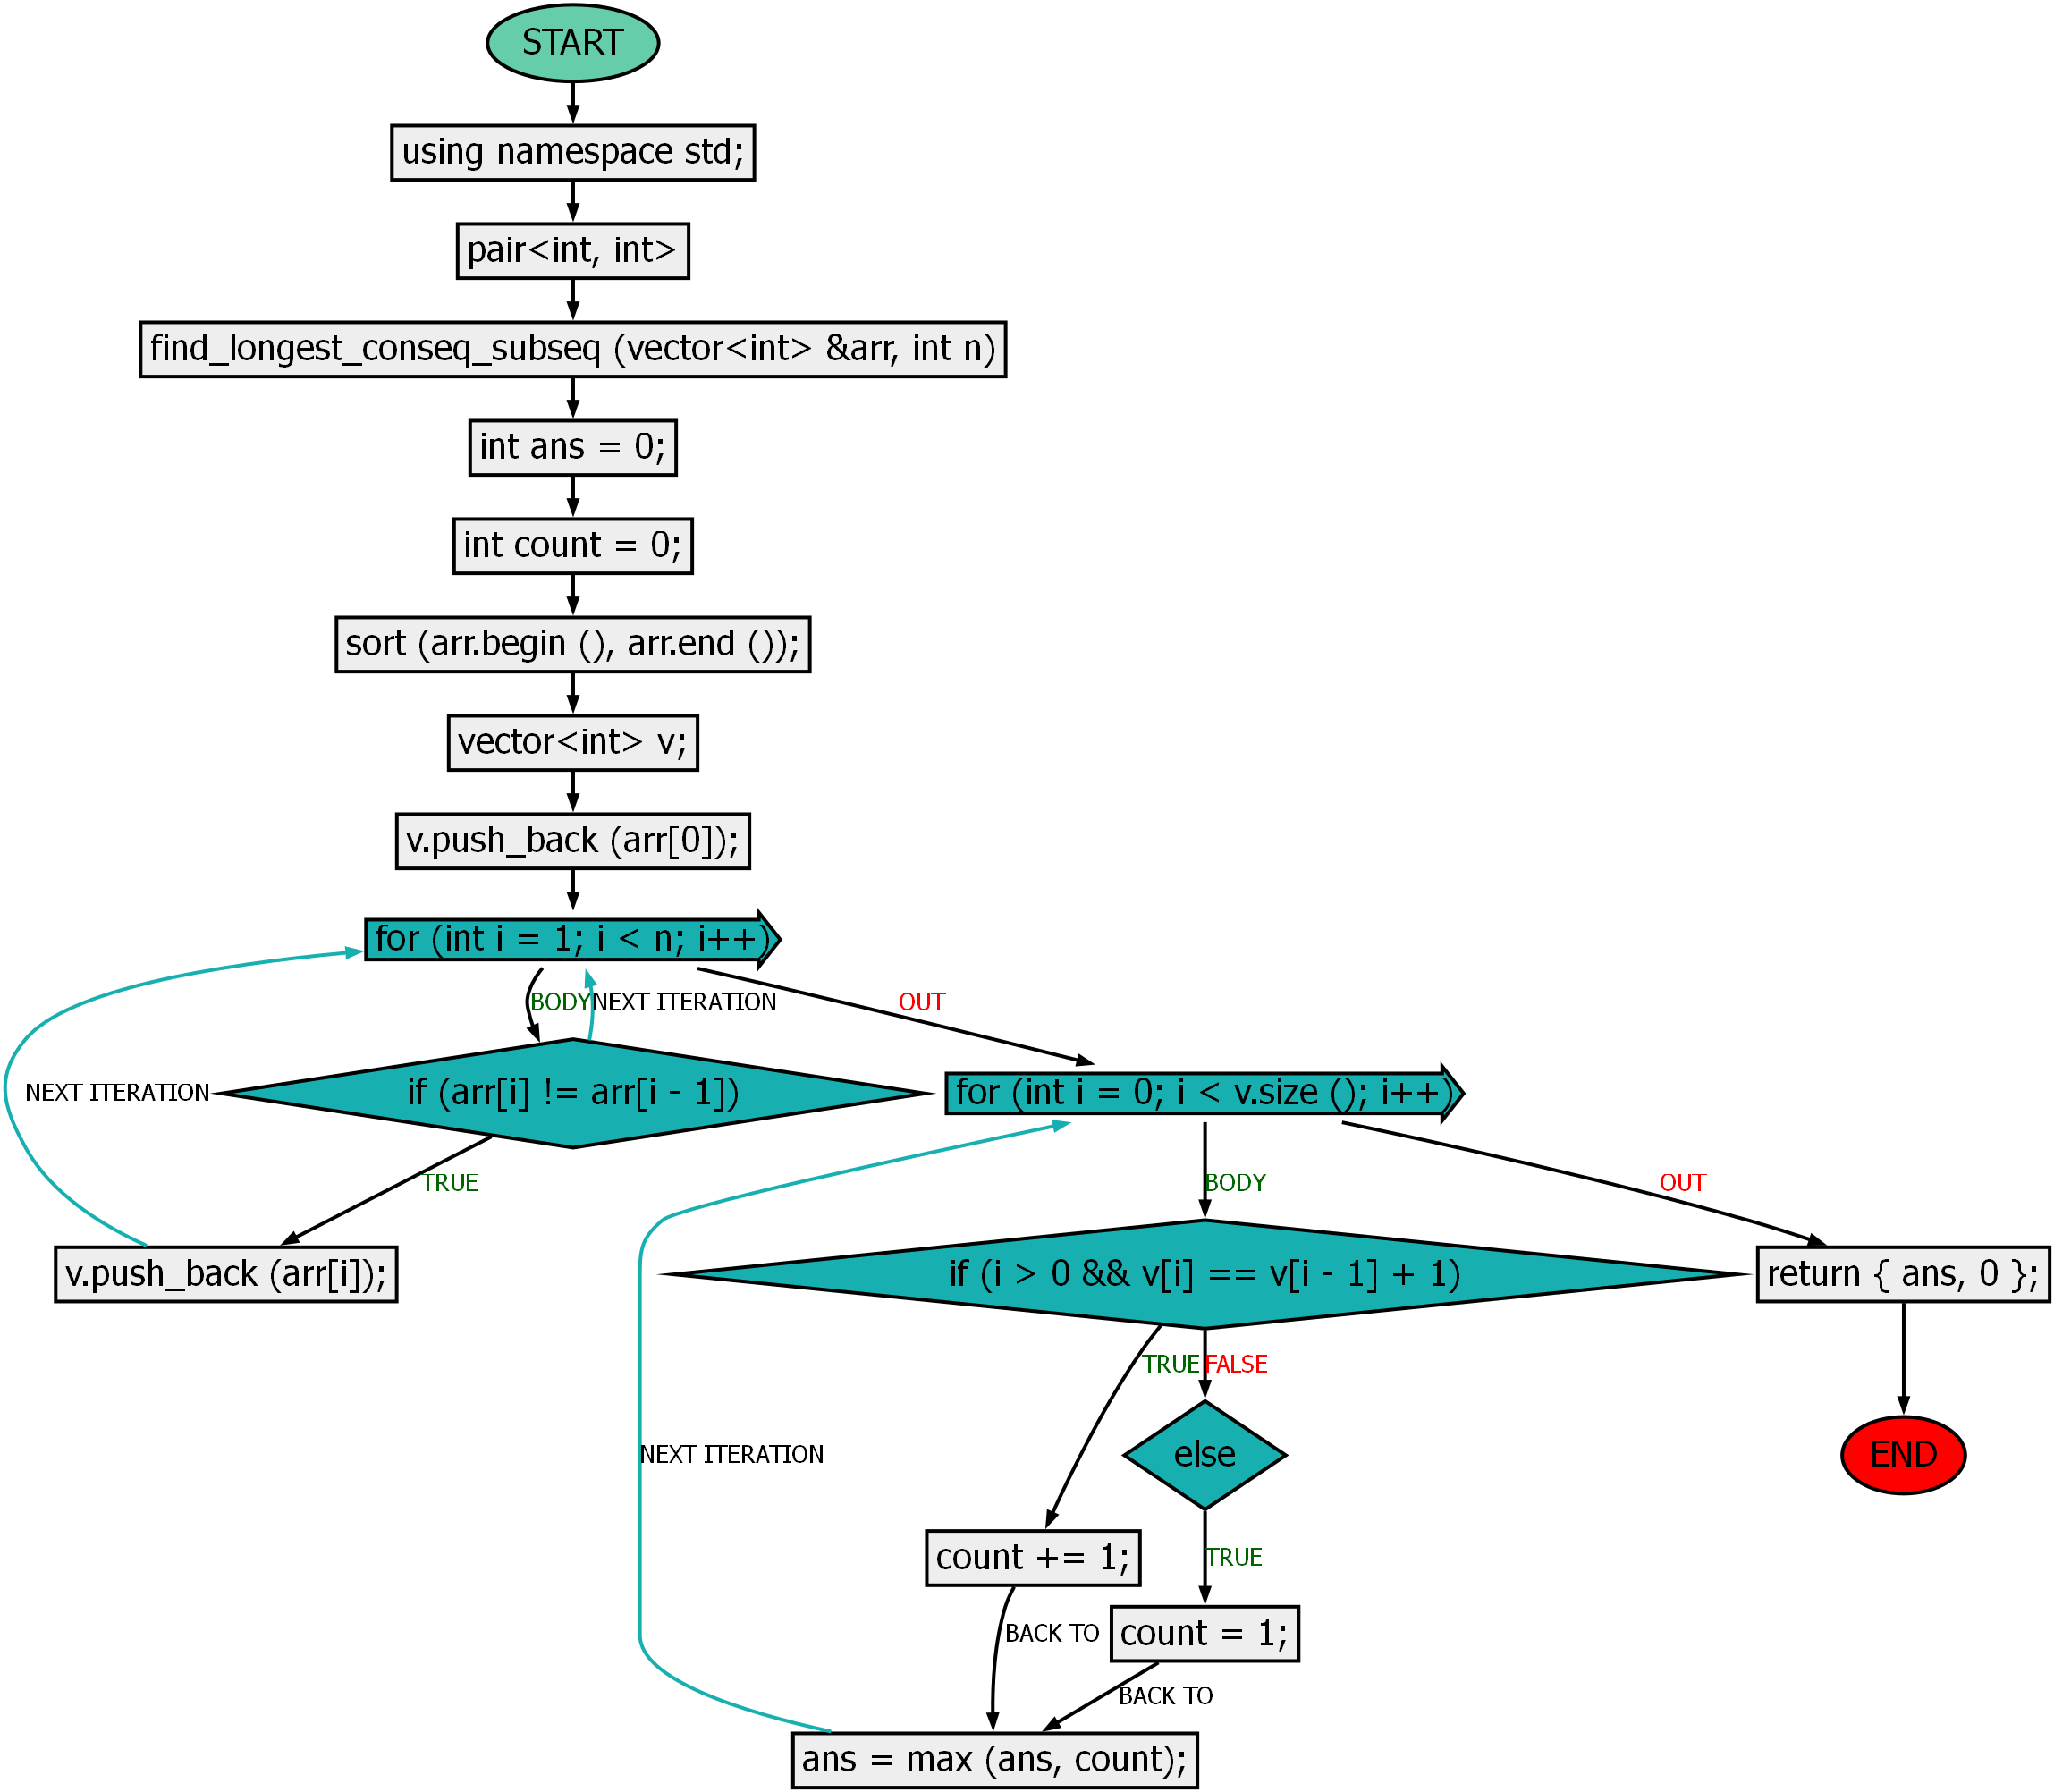 START
using namespace std;
pair<int, int>
find_longest_conseq_subseq (vector<int> &arr, int n)
int ans = 0;
int count = 0;
sort (arr.begin (), arr.end ());
vector<int> v;
v.push_back (arr[0]);
for (int i = 1; i < n; i++)
BODY
NEXT ITERATION
OUT
NEXT ITERATION
if (arr[i] != arr[i - 1])
for (int i = 0; i < v.size (); i++)
TRUE
BODY
OUT
v.push_back (arr[i]);
if (i > 0 && v[i] == v[i - 1] + 1)
return { ans, 0 };
TRUE
FALSE
NEXT ITERATION
else
END
count += 1;
TRUE
BACK TO
count = 1;
BACK TO
ans = max (ans, count);